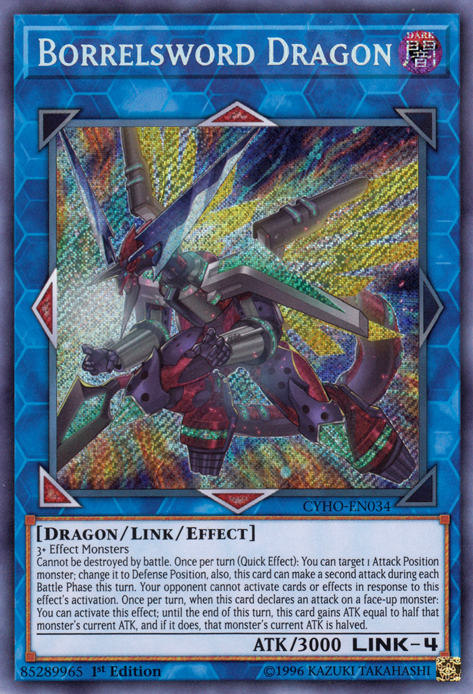 BORRELSWORD DRAGON
DARK
闇
CYHO-EN034
[DRAGON/LINK/EFFECT]
3+ Effect Monsters
Cannot be destroyed by battle. Once per turn (Quick Effect): You can target 1 Attack Position
monster; change it to Defense Position, also, this card can make a second attack during each
Battle Phase this turn. Your opponent cannot activate cards or effects in response to this
effect's activation. Once per turn, when this card declares an attack on a face-up monster:
You can activate this effect; until the end of this turn, this card gains ATK equal to half that
monster's current ATK, and if it does, that monster's current ATK is halved.
ATK/3000 LINK-4
85289965 1st Edition ©1996 KAZUKI TAKAHASHI